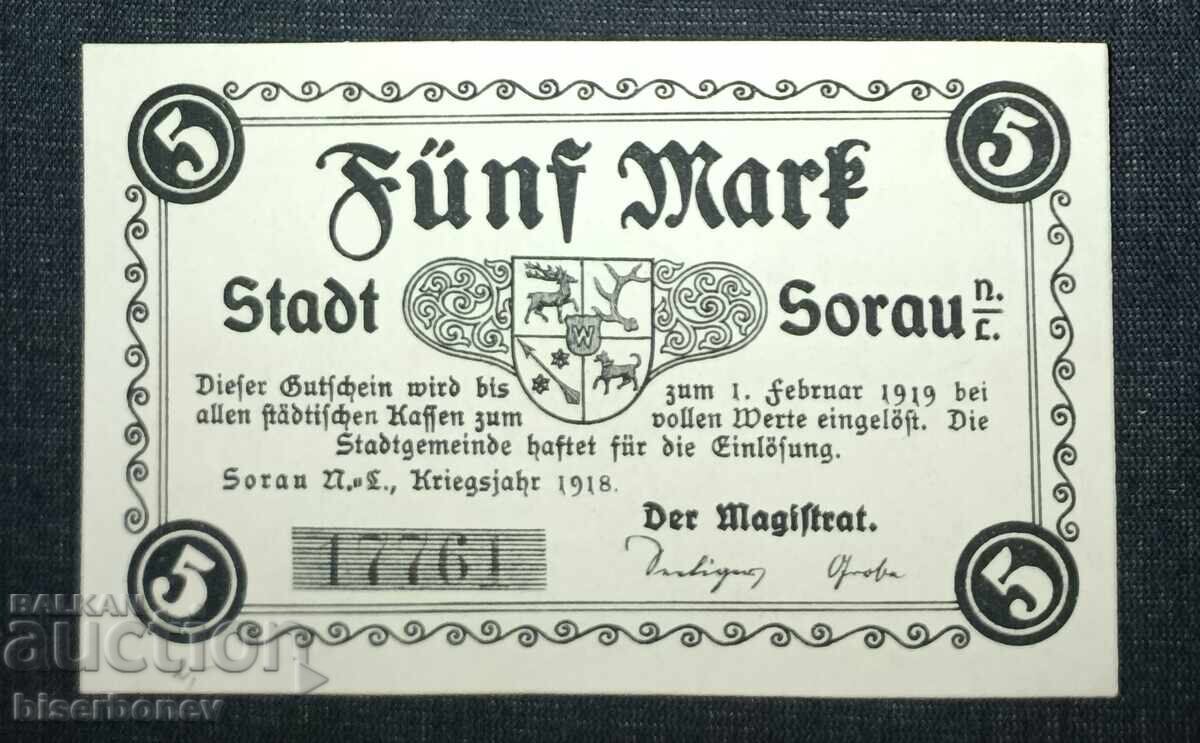 5 5
Fünf Mark
Stadt Sorau n./L.
W
Dieser Gutschein wird bis zum 1. Februar 1919 bei
allen städtischen Kassen zum vollen Werte eingelöst. Die
Stadtgemeinde haftet für die Einlösung.
Sorau N.=L., Kriegsjahr 1918.
Der Magistrat.
17761
Grobe
5 5
BALKAN
auction
biserbonev